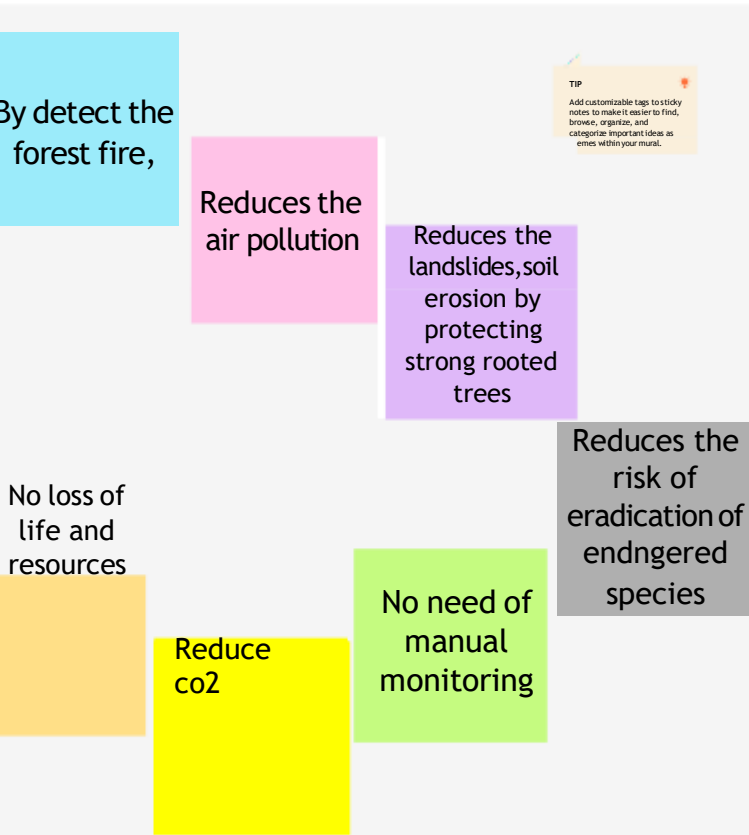 By detect the
forest fire,
TIP
Add customizable tags to sticky
notes to make it easier to find,
browse, organize, and
categorize important ideas as
emes within your mural.
Reduces the
air pollution
Reduces the
landslides,soil
erosion by
protecting
strong rooted
trees
Reduces the
risk of
eradication of
endngered
species
No loss of
life and
resources
Reduce
co2
No need of
manual
monitoring